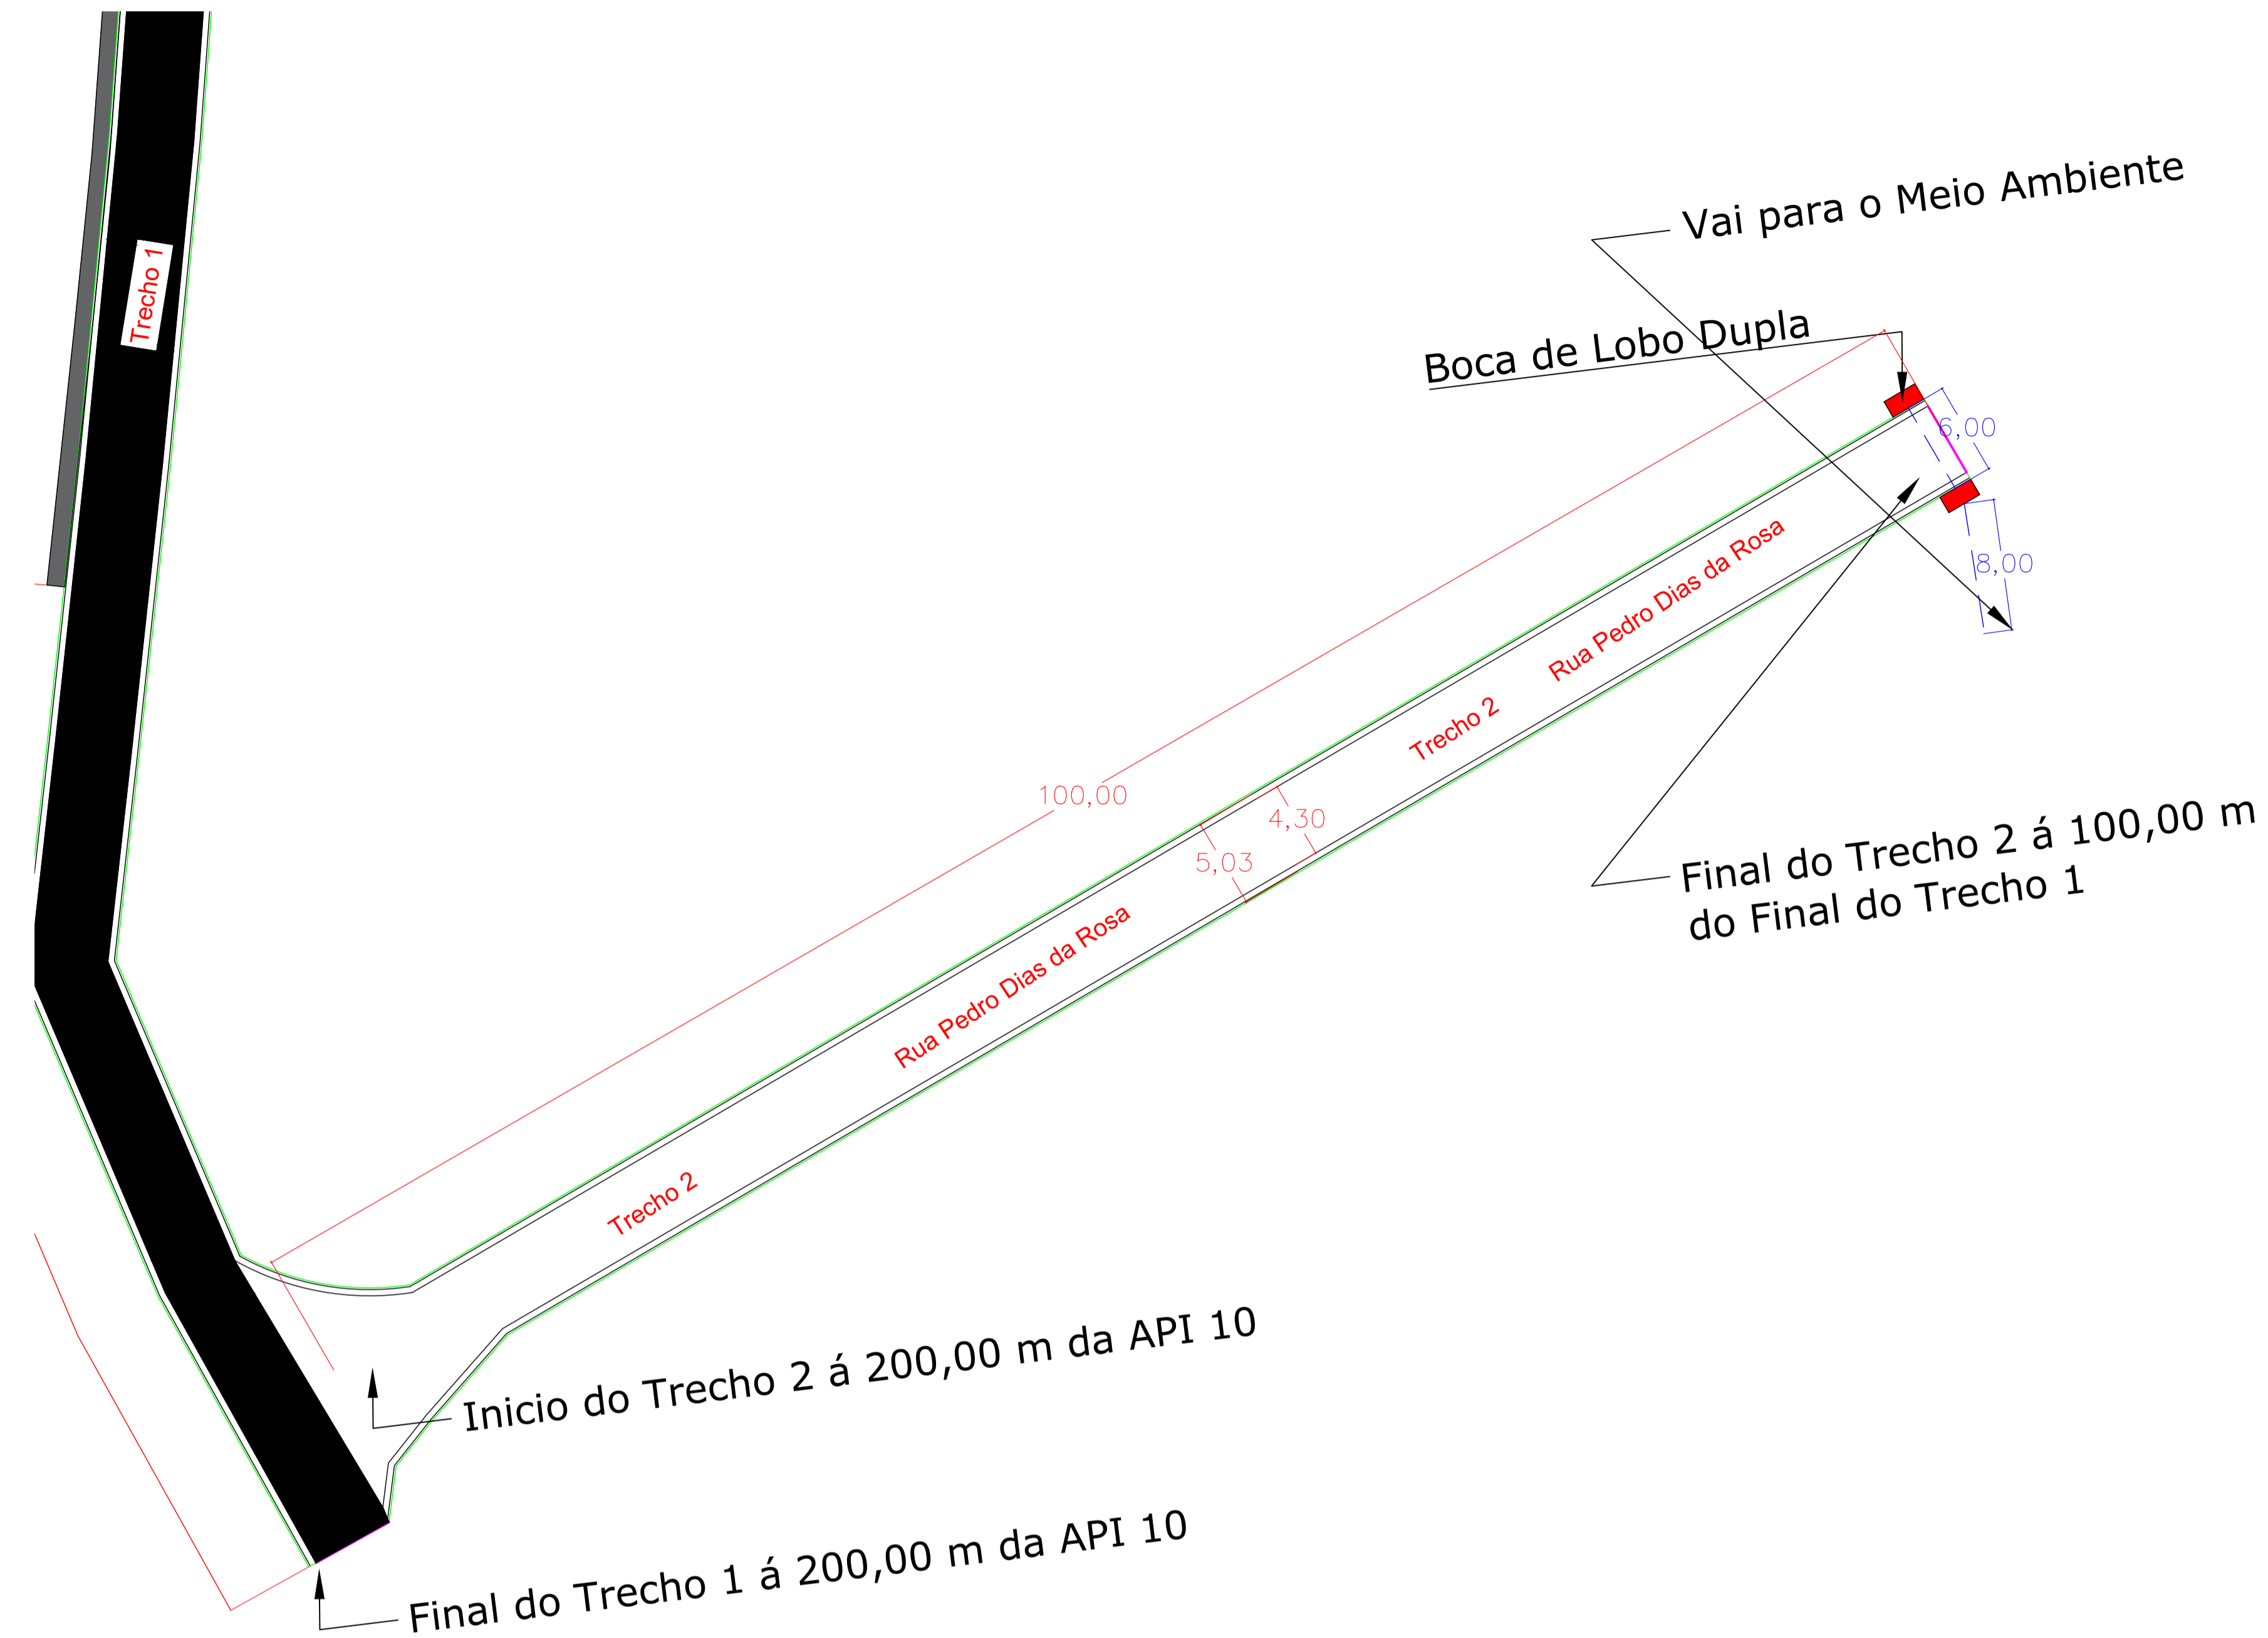 Trecho 1
Vai para o Meio Ambiente
Boca de Lobo Dupla
6,00
8,00
Rua Pedro Dias da Rosa
Trecho 2
100,00
4,30
5,03
Final do Trecho 2 á 100,00 m
do Final do Trecho 1
Rua Pedro Dias da Rosa
Trecho 2
Inicio do Trecho 2 á 200,00 m da API 10
Final do Trecho 1 á 200,00 m da API 10